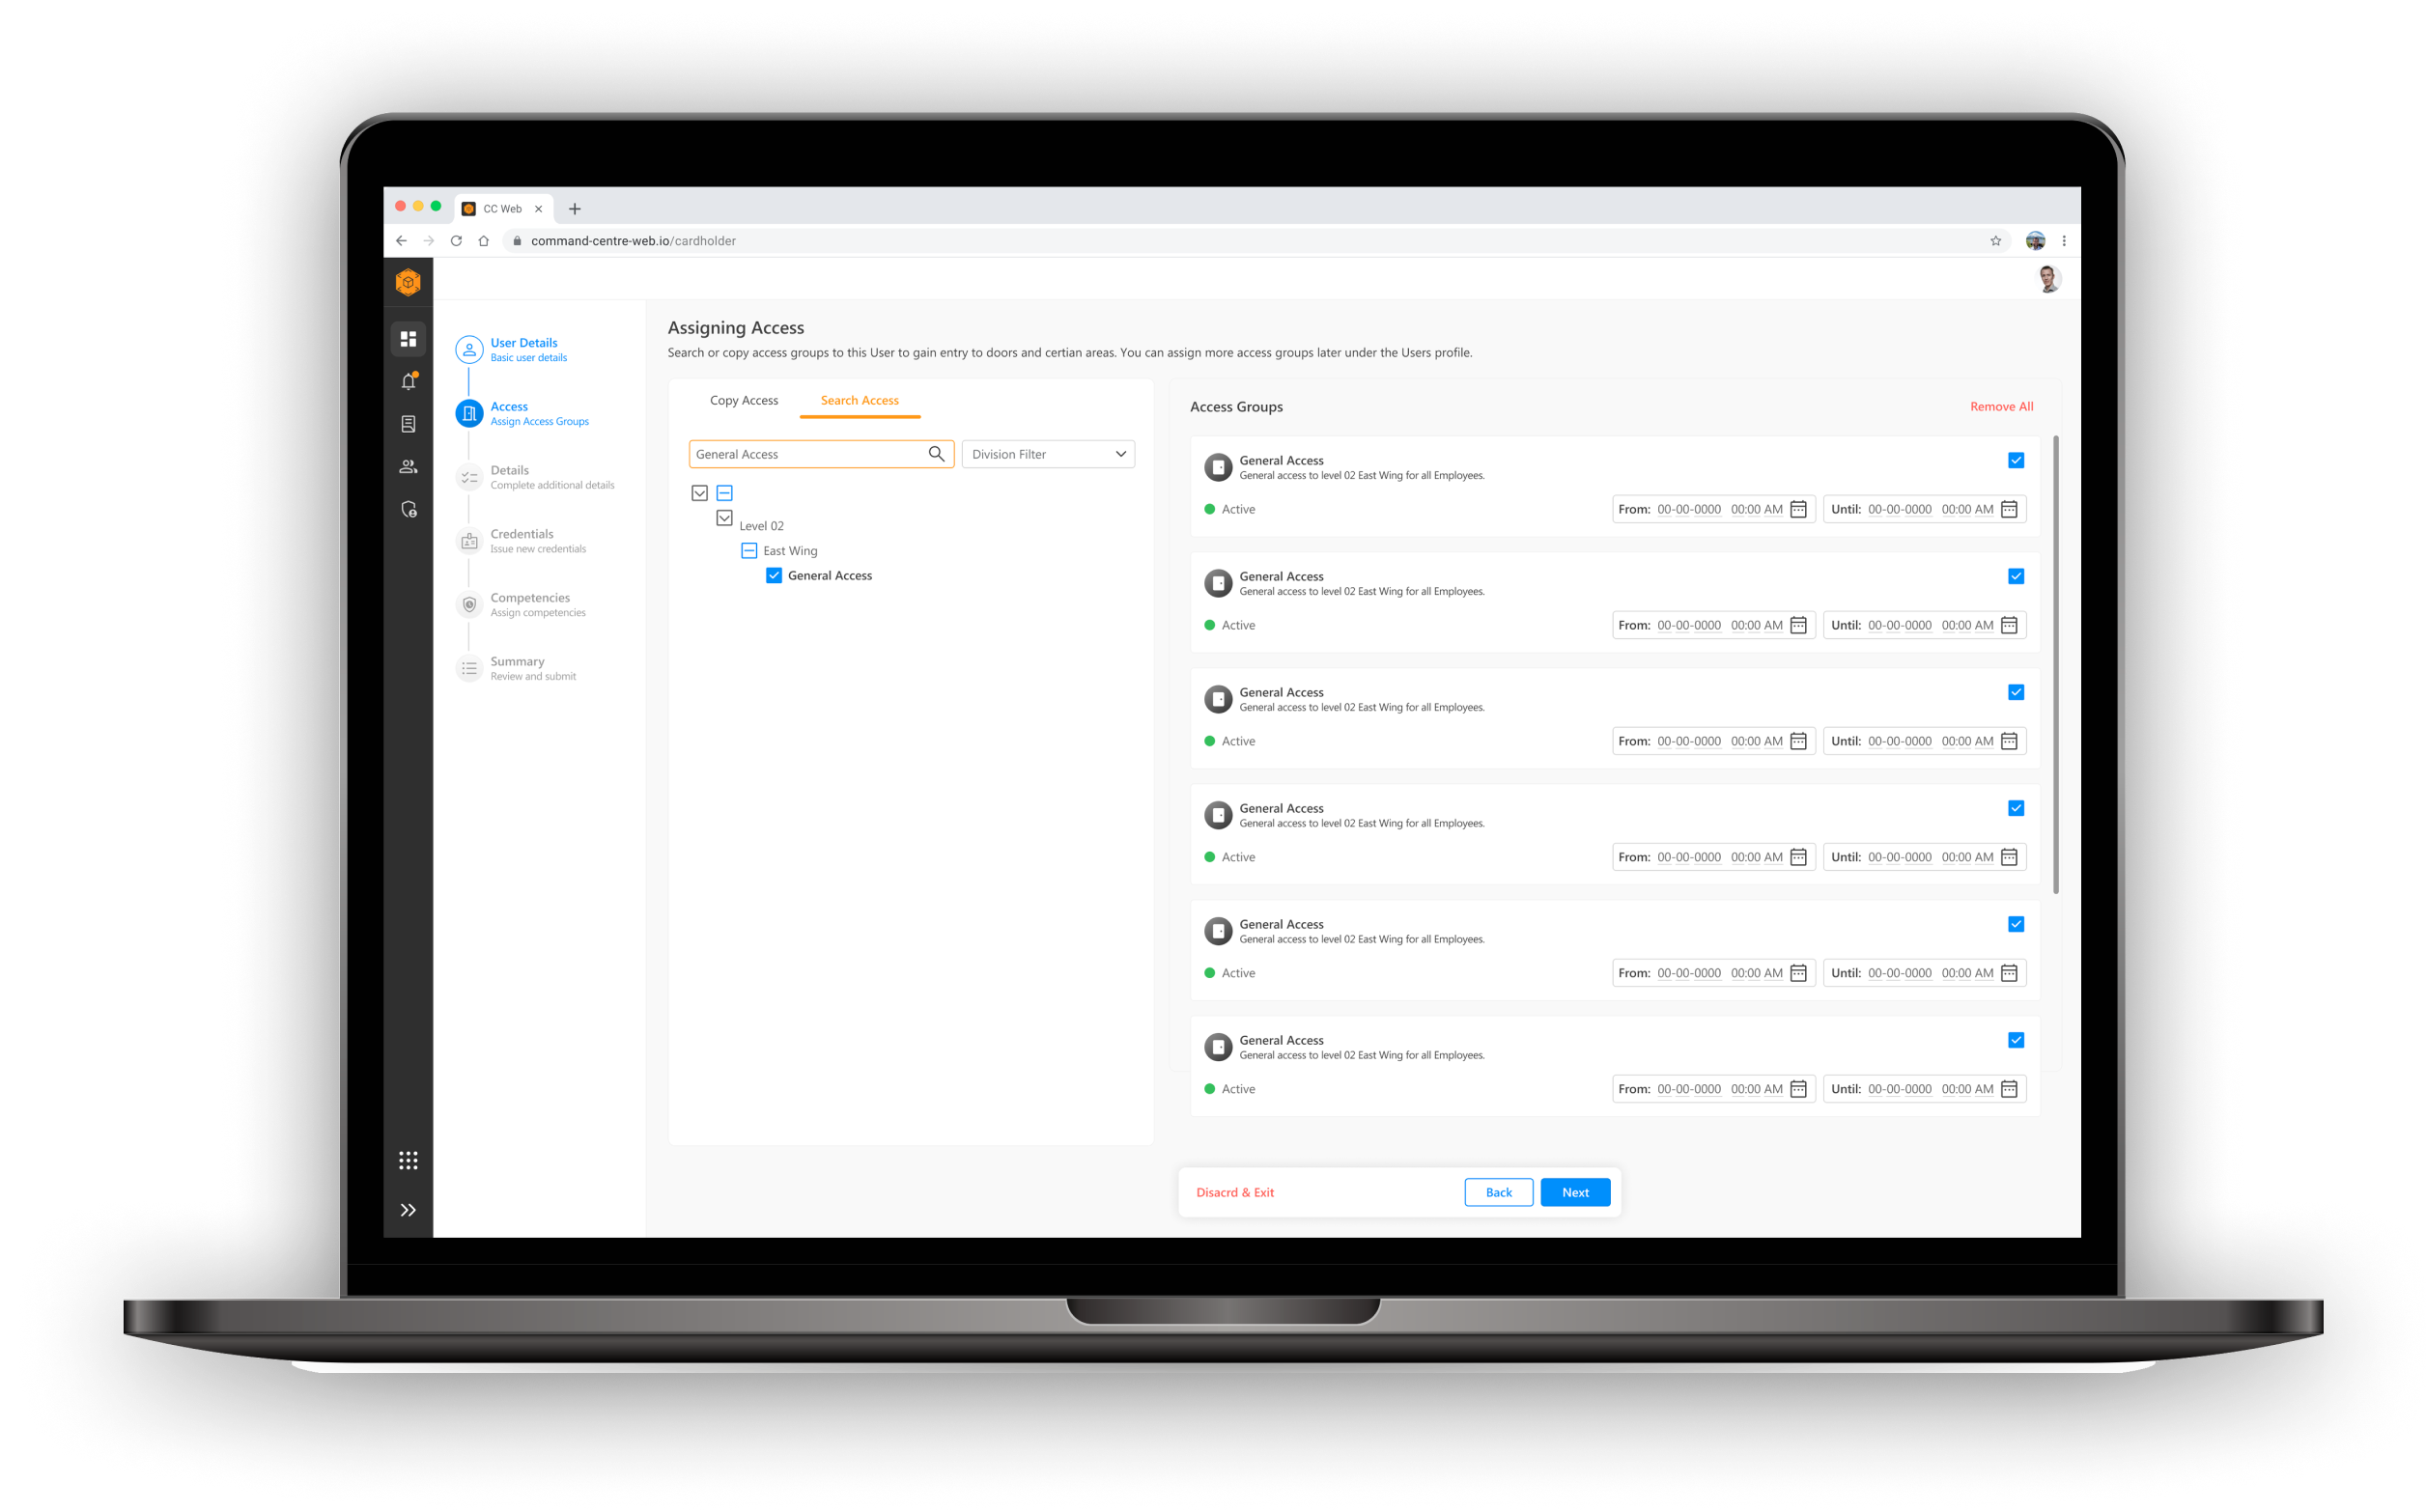 CC Web
command-centre-web.io/cardholder
User Details
Basic user details
Access
Assign Access Groups
Details
Complete additional details
Credentials
Issue new credentials
Competencies
Assign competencies
Summary
Review and submit
Assigning Access
Search or copy access groups to this User to gain entry to doors and certian areas. You can assign more access groups later under the Users profile.
Copy Access Search Access
General Access Division Filter
Level 02
East Wing
General Access
Access Groups Remove All
General Access
General access to level 02 East Wing for all Employees.
Active From: 00-00-0000 00:00 AM Until: 00-00-0000 00:00 AM
General Access
General access to level 02 East Wing for all Employees.
Active From: 00-00-0000 00:00 AM Until: 00-00-0000 00:00 AM
General Access
General access to level 02 East Wing for all Employees.
Active From: 00-00-0000 00:00 AM Until: 00-00-0000 00:00 AM
General Access
General access to level 02 East Wing for all Employees.
Active From: 00-00-0000 00:00 AM Until: 00-00-0000 00:00 AM
General Access
General access to level 02 East Wing for all Employees.
Active From: 00-00-0000 00:00 AM Until: 00-00-0000 00:00 AM
General Access
General access to level 02 East Wing for all Employees.
Active From: 00-00-0000 00:00 AM Until: 00-00-0000 00:00 AM
Disacrd & Exit Back Next